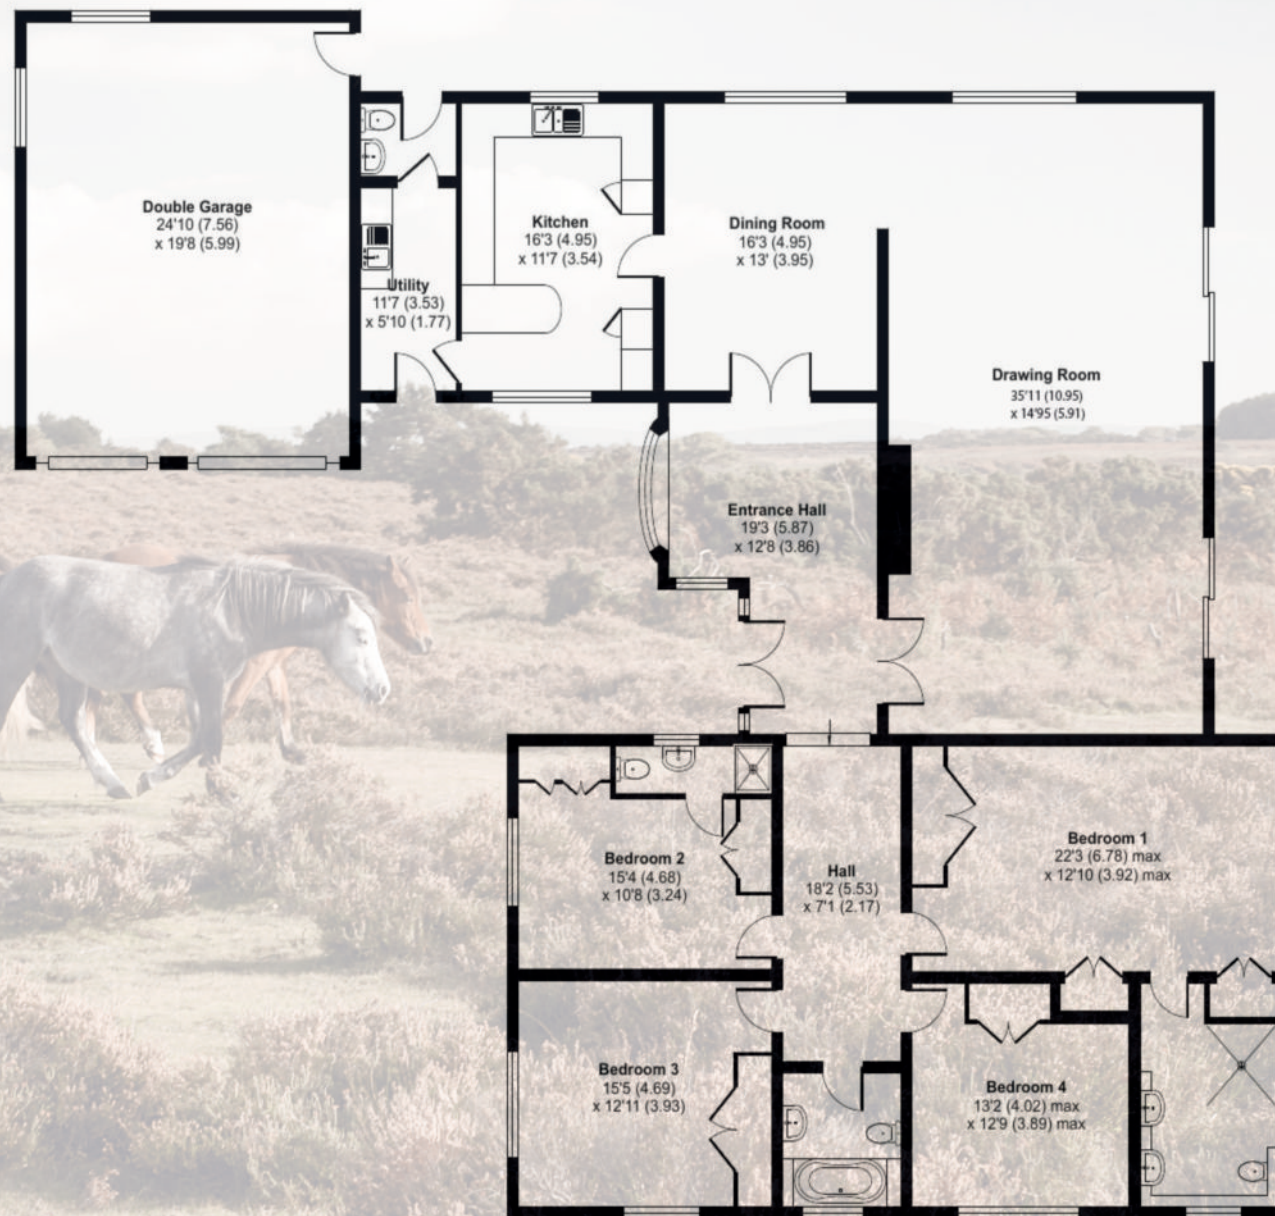 Double Garage
24'10 (7.56)
x 19'8 (5.99)
Kitchen
16'3 (4.95)
x 11'7 (3.54)
Dining Room
16'3 (4.95)
x 13' (3.95)
Utility
11'7 (3.53)
x 5'10 (1.77)
Drawing Room
35'11 (10.95)
x 14'95 (5.91)
Entrance Hall
19'3 (5.87)
x 12'8 (3.86)
Bedroom 2
15'4 (4.68)
x 10'8 (3.24)
Hall
18'2 (5.53)
x 7'1 (2.17)
Bedroom 1
22'3 (6.78) max
x 12'10 (3.92) max
Bedroom 3
15'5 (4.69)
x 12'11 (3.93)
Bedroom 4
13'2 (4.02) max
x 12'9 (3.89) max